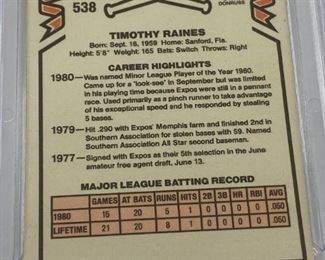 538
DONRUSS
TIMOTHY RAINES
Born: Sept. 16, 1959 Home: Sanford, Fla.
Height: 5'8" Weight: 165 Bats: Switch Throws: Right
CAREER HIGHLIGHTS
1980—Was named Minor League Player of the Year 1980.
Came up for a 'look-see' in September but was limited
in his playing time because Expos were still in a pennant
race. Used primarily as a pinch runner to take advantage
of his exceptional speed and he responded by stealing
5 bases.
1979—Hit .290 with Expos' Memphis farm and finished 2nd in
Southern Association for stolen bases with 59. Named
Southern Association All Star second baseman.
1977—Signed with Expos as their 5th selection in the June
amateur free agent draft, June 13.
MAJOR LEAGUE BATTING RECORD
GAMES AT BATS RUNS HITS 2B 3B HR RBI AVG
1980 15 20 5 1 0 0 0 0 .050
LIFETIME 21 20 8 1 0 0 0 0 .050